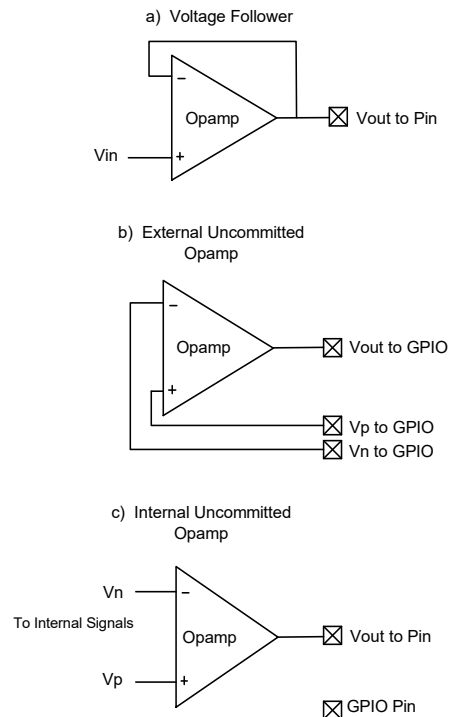 a) Voltage Follower
−
Opamp
Vout to Pin
Vin
+
b) External Uncommitted
Opamp
−
Opamp
Vout to GPIO
+
Vp to GPIO
Vn to GPIO
c) Internal Uncommitted
Opamp
Vn
−
To Internal Signals
Opamp
Vout to Pin
Vp
+
GPIO Pin